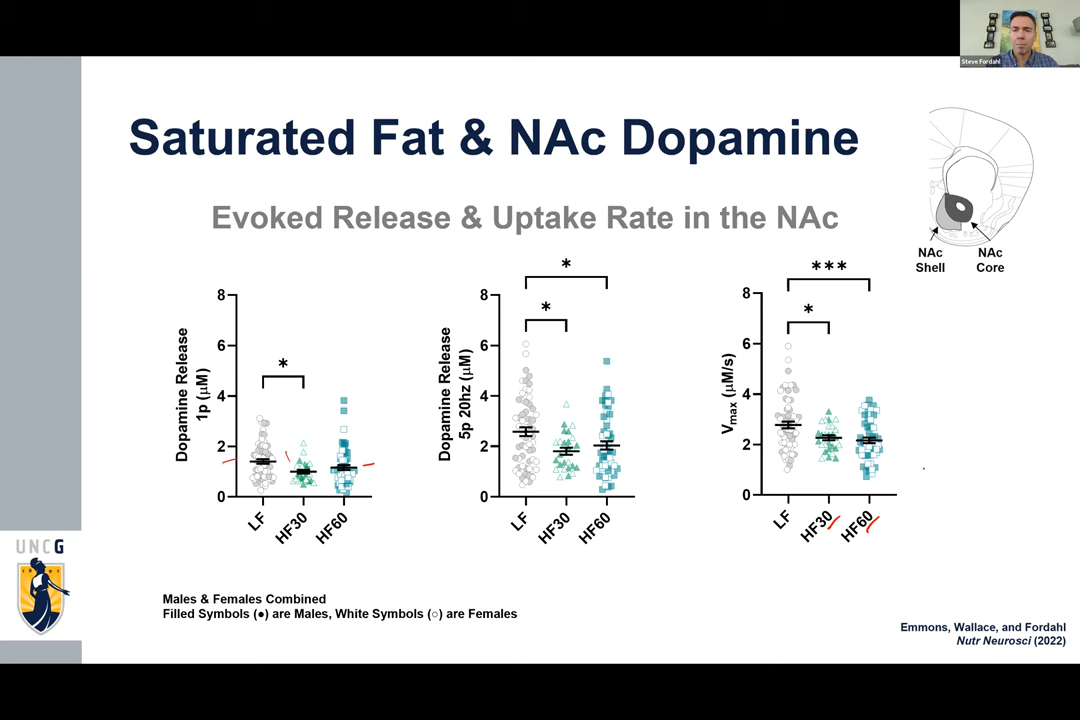 Steve Fordahl
Saturated Fat & NAc Dopamine
Evoked Release & Uptake Rate in the NAc
NAc
Shell
NAc
Core
Dopamine Release
1p (μM)
8
6
4
2
0
*
LF
HF30
HF60
Dopamine Release
5p 20hz (μM)
8
6
4
2
0
*
*
LF
HF30
HF60
Vmax (μM/s)
8
6
4
2
0
***
*
LF
HF30
HF60
UNCG
Males & Females Combined
Filled Symbols (●) are Males, White Symbols (○) are Females
Emmons, Wallace, and Fordahl
Nutr Neurosci (2022)